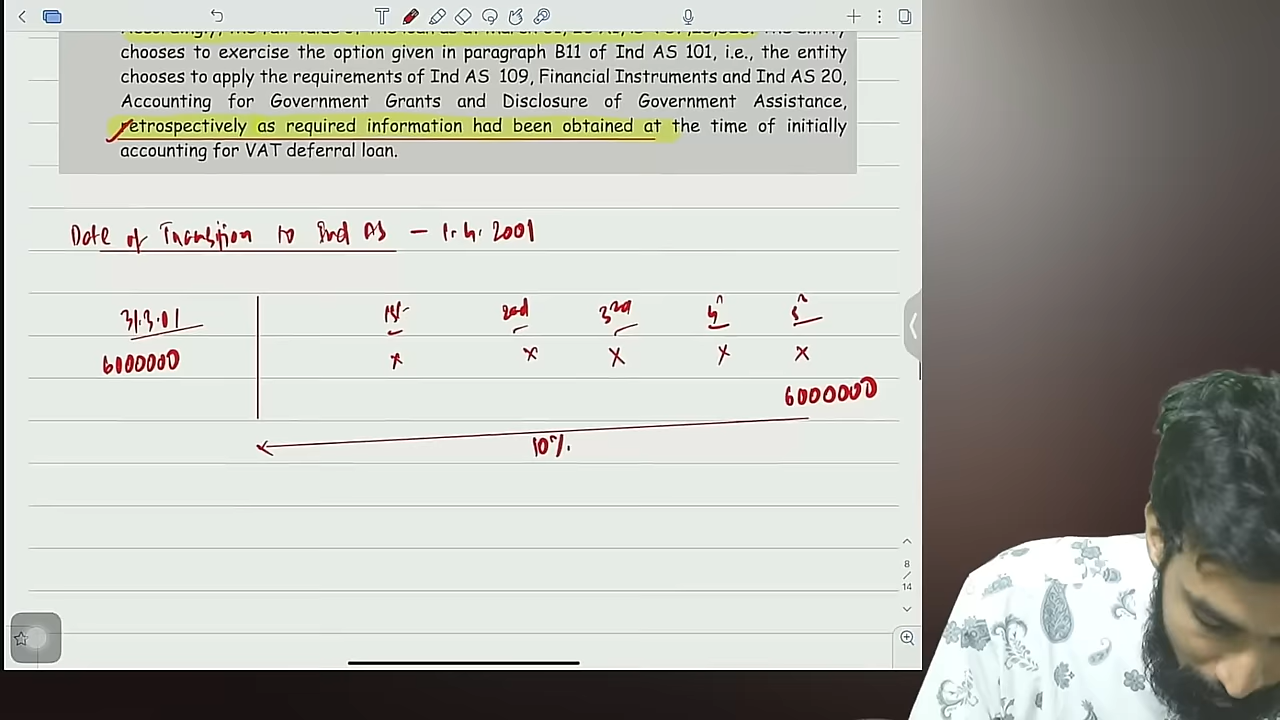 chooses to exercise the option given in paragraph B11 of Ind AS 101, i.e., the entity
chooses to apply the requirements of Ind AS 109, Financial Instruments and Ind AS 20,
Accounting for Government Grants and Disclosure of Government Assistance,
retrospectively as required information had been obtained at the time of initially
accounting for VAT deferral loan.
Date of Transition to Ind AS - 1.4.2001
31.3.01 1st 2nd 3rd
6000000 x x x x x
6000000
10%
8
/
14